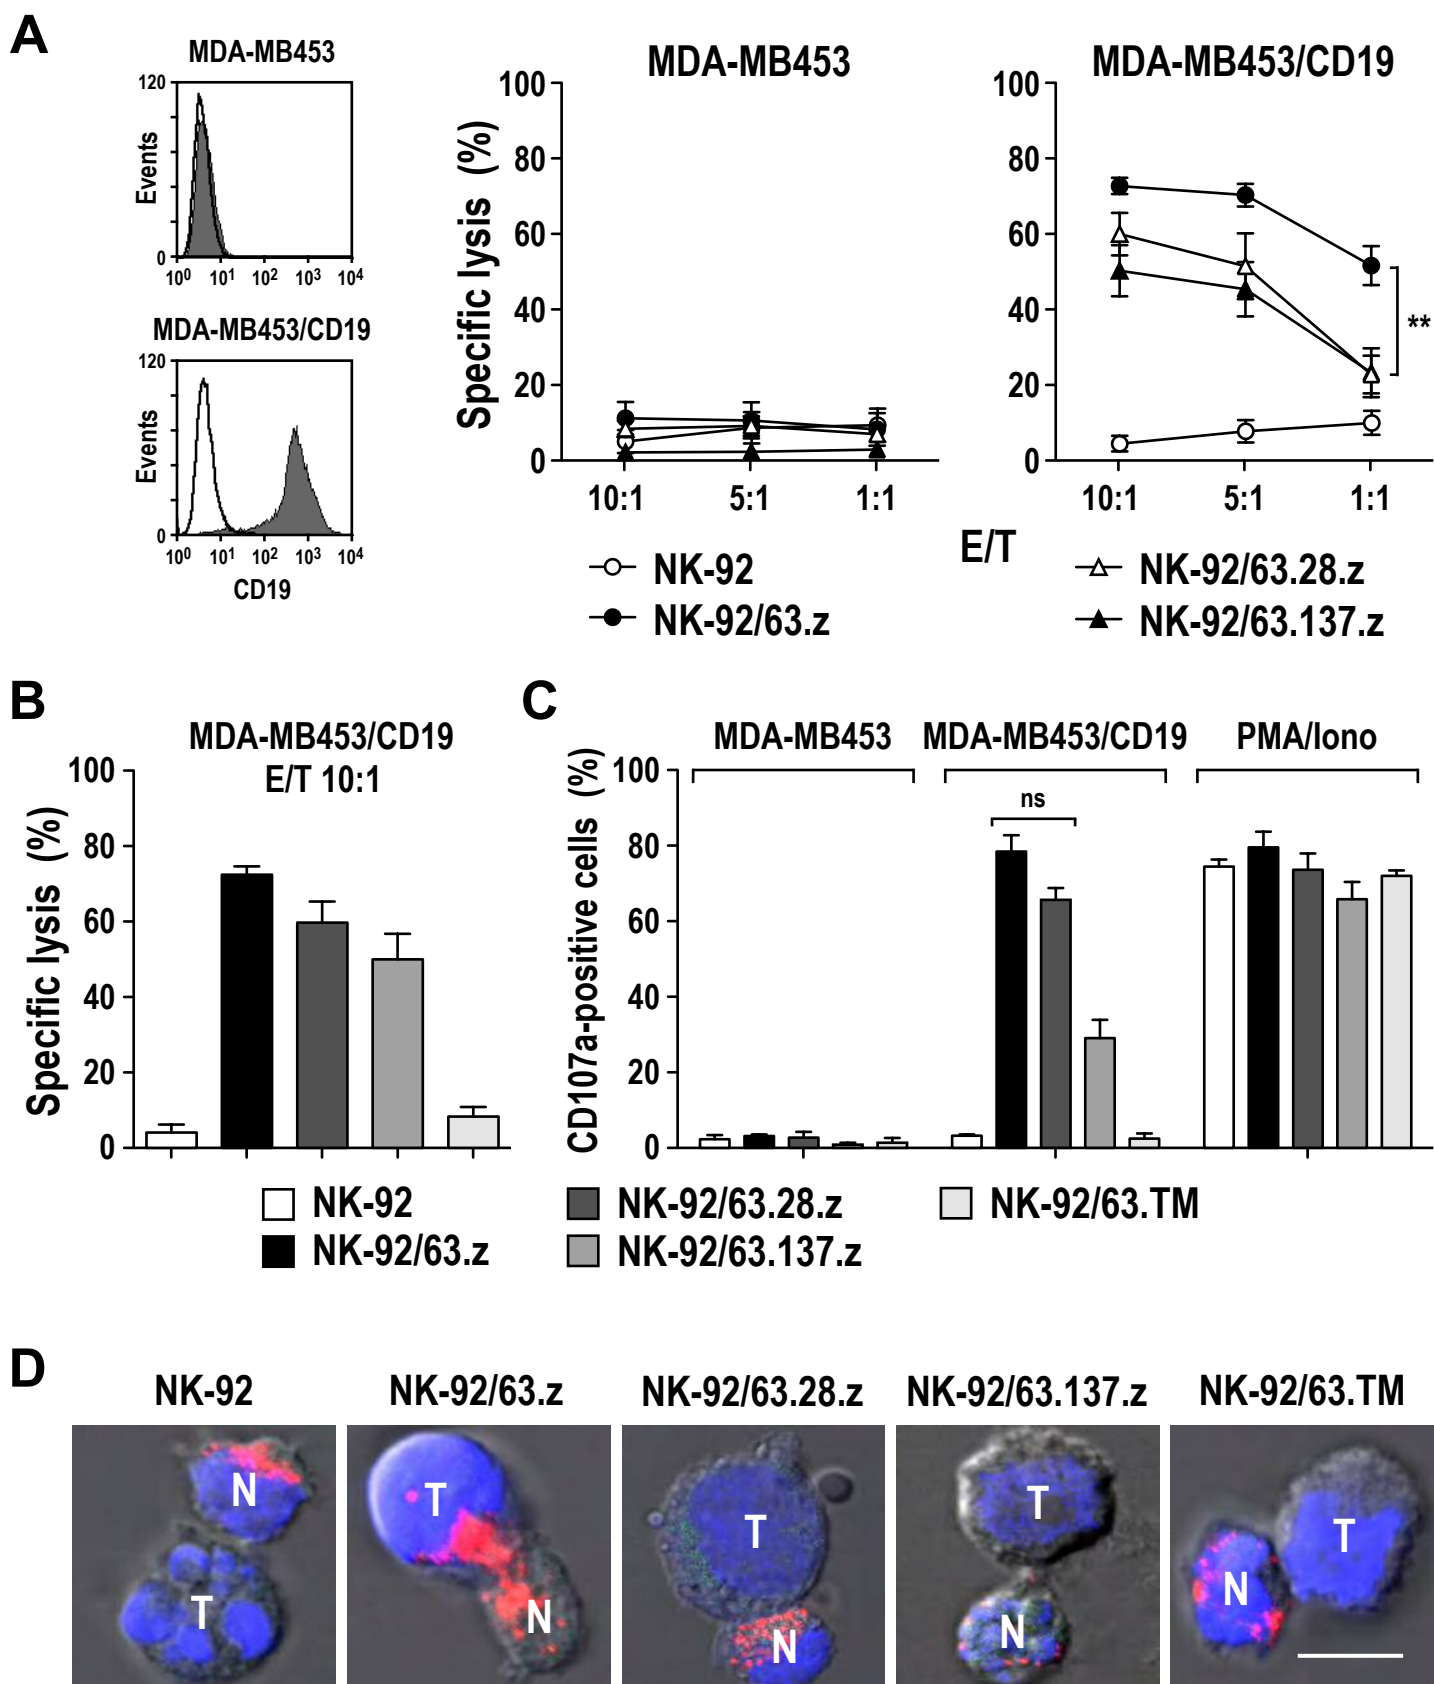 A
MDA-MB453
120
Events
0
10⁰ 10¹ 10² 10³ 10⁴
MDA-MB453/CD19
120
Events
0
10⁰ 10¹ 10² 10³ 10⁴
CD19
MDA-MB453
Specific lysis (%)
100
80
60
40
20
0
10:1 5:1 1:1
MDA-MB453/CD19
100
80
60
40
20
0
**
10:1 5:1 1:1
E/T
NK-92
NK-92/63.z
NK-92/63.28.z
NK-92/63.137.z
B
MDA-MB453/CD19
E/T 10:1
Specific lysis (%)
100
80
60
40
20
0
C
MDA-MB453 MDA-MB453/CD19 PMA/Iono
CD107a-positive cells (%)
100
80
60
40
20
0
ns
NK-92
NK-92/63.z
NK-92/63.28.z
NK-92/63.137.z
NK-92/63.TM
D
NK-92 NK-92/63.z NK-92/63.28.z NK-92/63.137.z NK-92/63.TM
N
T
T
N
T
N
T
N
T
N